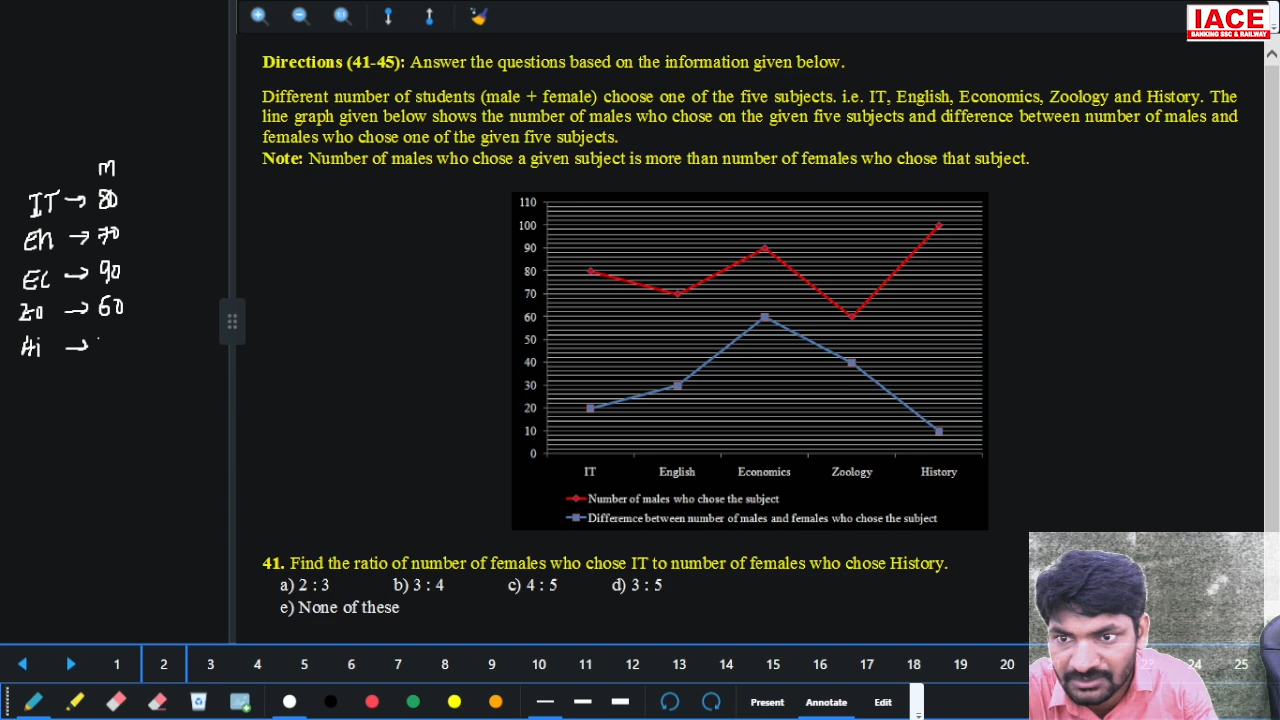 IACE
BANKING SSC & RAILWAY
Directions (41-45): Answer the questions based on the information given below.
Different number of students (male + female) choose one of the five subjects. i.e. IT, English, Economics, Zoology and History. The
line graph given below shows the number of males who chose on the given five subjects and difference between number of males and
females who chose one of the given five subjects.
Note: Number of males who chose a given subject is more than number of females who chose that subject.
M
IT → 80
En → 70
Ec → 90
Zo → 60
Hi →
110
100
90
80
70
60
50
40
30
20
10
0
IT English Economics Zoology History
Number of males who chose the subject
Difference between number of males and females who chose the subject
41. Find the ratio of number of females who chose IT to number of females who chose History.
a) 2 : 3 b) 3 : 4 c) 4 : 5 d) 3 : 5
e) None of these
1 2 3 4 5 6 7 8 9 10 11 12 13 14 15 16 17 18 19 20 24 25
Present Annotate Edit